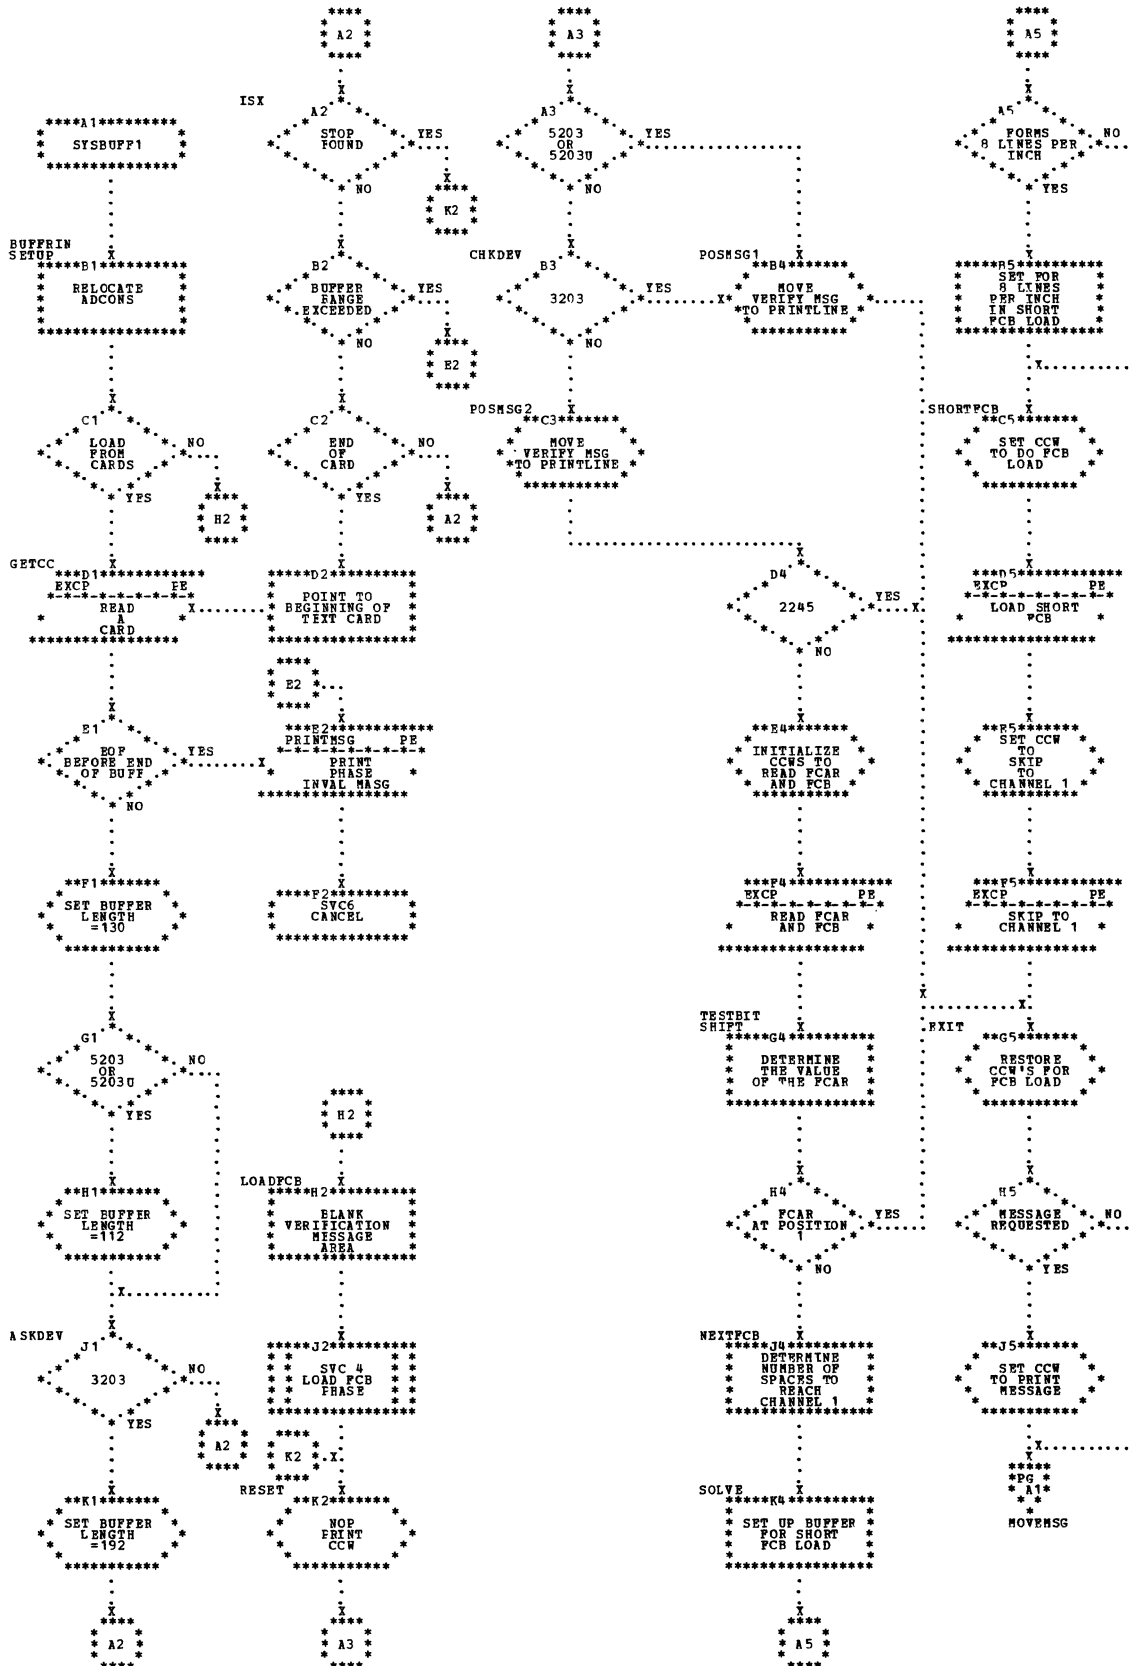 A2
A3
A5
ISX
A1
SYSBUFF1
A2
STOP
FOUND
YES
NO
K2
A3
5203
OR
5203U
YES
NO
A5
FORMS
8 LINES PER
INCH
NO
YES
BUFFRIN
SETUP
B1
RELOCATE
ADCONS
B2
BUFFER
RANGE
EXCEEDED
YES
NO
E2
CHKDEV
B3
3203
YES
NO
POSMSG1
B4
MOVE
VERIFY MSG
TO PRINTLINE
B5
SET FOR
8 LINES
PER INCH
IN SHORT
FCB LOAD
C1
LOAD
FROM
CARDS
NO
YES
H2
C2
END
OF
CARD
NO
YES
A2
POSMSG2
C3
MOVE
VERIFY MSG
TO PRINTLINE
SHORTFCB
C5
SET CCW
TO DO FCB
LOAD
GETCC
D1
EXCP PE
READ
A
CARD
D2
POINT TO
BEGINNING OF
TEXT CARD
D4
2245
YES
NO
D5
EXCP PE
LOAD SHORT
FCB
E2
E1
EOF
BEFORE END
OF BUFF
YES
NO
E2
PRINTMSG PE
PRINT
PHASE
INVAL MASG
E4
INITIALIZE
CCWS TO
READ FCAR
AND FCB
E5
SET CCW
TO
SKIP
TO
CHANNEL 1
F1
SET BUFFER
LENGTH
=130
F2
SVC6
CANCEL
F4
EXCP PE
READ FCAR
AND FCB
F5
EXCP PE
SKIP TO
CHANNEL 1
G1
5203
OR
5203U
NO
YES
TESTBIT
SHIFT
G4
DETERMINE
THE VALUE
OF THE FCAR
EXIT
G5
RESTORE
CCW'S FOR
FCB LOAD
H2
H1
SET BUFFER
LENGTH
=112
LOADFCB
H2
BLANK
VERIFICATION
MESSAGE
AREA
H4
FCAR
AT POSITION
1
YES
NO
H5
MESSAGE
REQUESTED
NO
YES
ASKDEV
J1
3203
NO
YES
A2
J2
SVC 4
LOAD FCB
PHASE
NEXTFCB
J4
DETERMINE
NUMBER OF
SPACES TO
REACH
CHANNEL 1
J5
SET CCW
TO PRINT
MESSAGE
K2
K1
SET BUFFER
LENGTH
=192
RESET
K2
NOP
PRINT
CCW
SOLVE
K4
SET UP BUFFER
FOR SHORT
FCB LOAD
PG
A1
MOVEMSG
A2
A3
A5